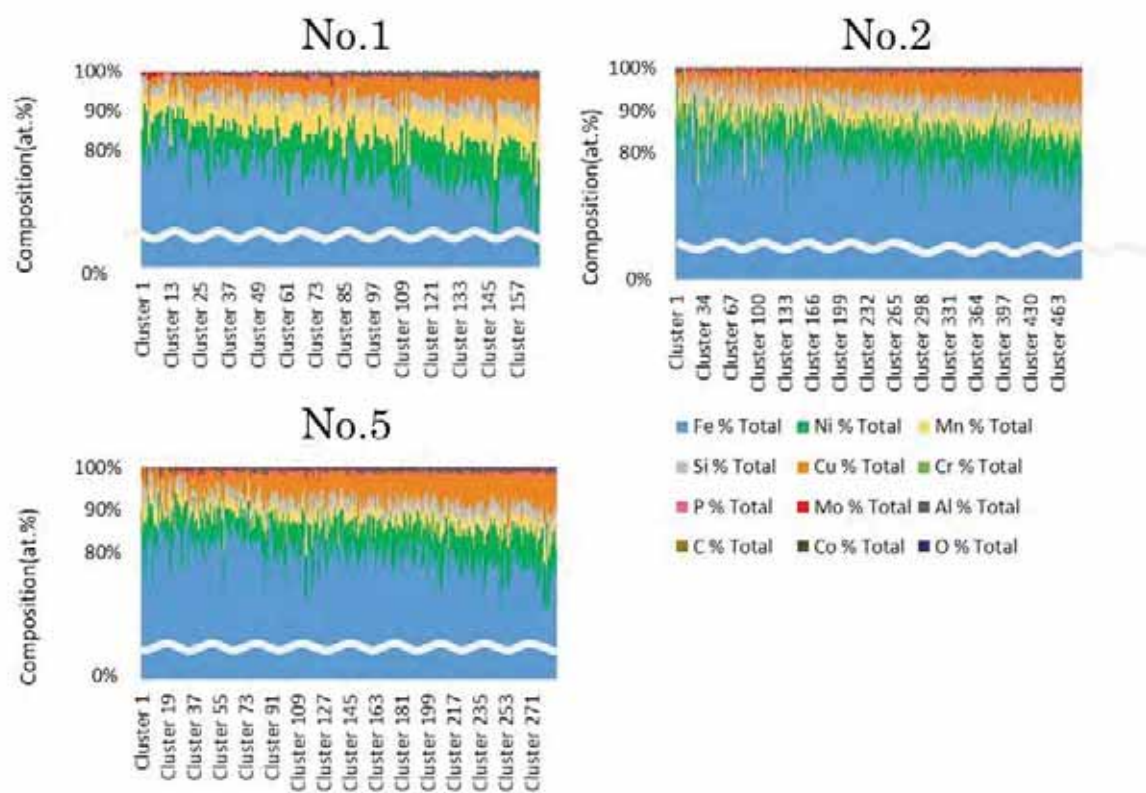 No.1
100%
90%
80%
0%
Composition(at.%)
Cluster 1
Cluster 13
Cluster 25
Cluster 37
Cluster 49
Cluster 61
Cluster 73
Cluster 85
Cluster 97
Cluster 109
Cluster 121
Cluster 133
Cluster 145
Cluster 157
No.2
100%
90%
80%
0%
Composition(at.%)
Cluster 1
Cluster 34
Cluster 67
Cluster 100
Cluster 133
Cluster 166
Cluster 199
Cluster 232
Cluster 265
Cluster 298
Cluster 331
Cluster 364
Cluster 397
Cluster 430
Cluster 463
No.5
100%
90%
80%
0%
Composition(at.%)
Cluster 1
Cluster 19
Cluster 37
Cluster 55
Cluster 73
Cluster 91
Cluster 109
Cluster 127
Cluster 145
Cluster 163
Cluster 181
Cluster 199
Cluster 217
Cluster 235
Cluster 253
Cluster 271
Fe % Total Ni % Total Mn % Total
Si % Total Cu % Total Cr % Total
P % Total Mo % Total Al % Total
C % Total Co % Total O % Total